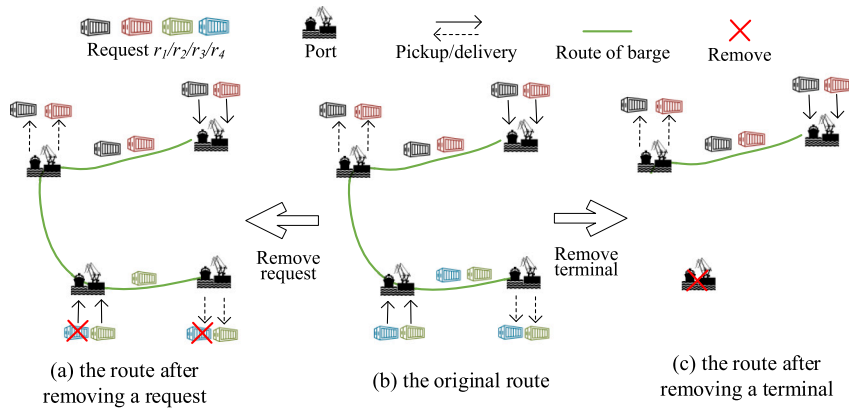 Request r1/r2/r3/r4
Port
Pickup/delivery
Route of barge
Remove
Remove
request
Remove
terminal
(a) the route after
removing a request
(b) the original route
(c) the route after
removing a terminal